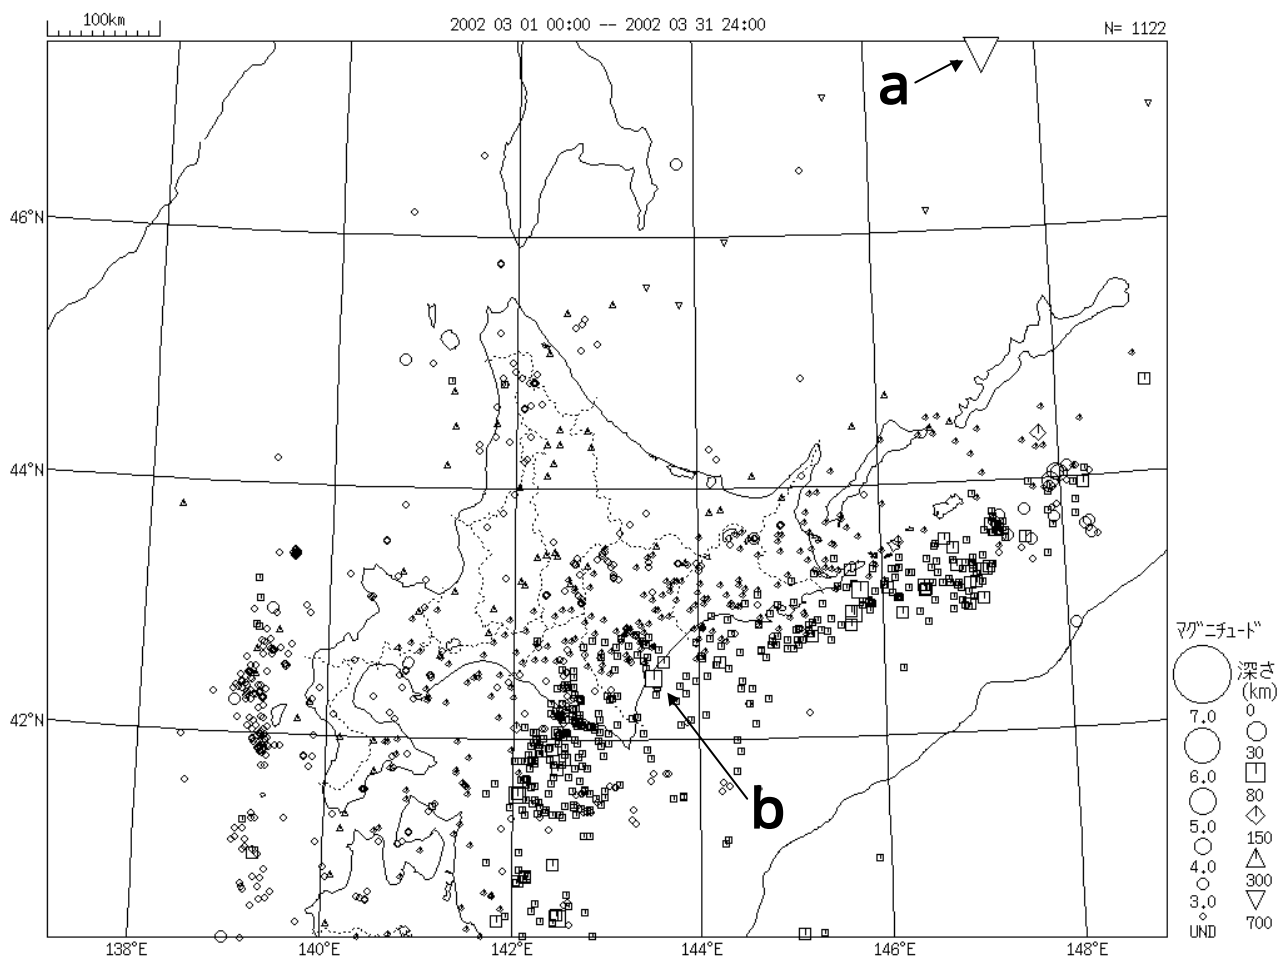 100km
2002 03 01 00:00 -- 2002 03 31 24:00
N= 1122
a
46°N
44°N
42°N
b
138°E
140°E
142°E
144°E
146°E
148°E
ﾏｸﾞﾆﾁｭｰﾄﾞ
7.0
6.0
5.0
4.0
3.0
UND
深さ
(km)
0
30
80
150
300
700